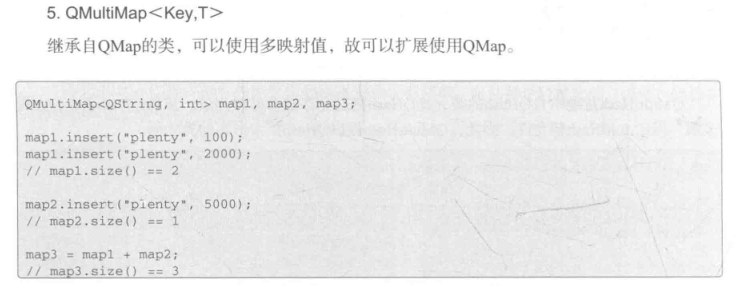 5. QMultiMap＜Key,T＞
继承自QMap的类，可以使用多映射值，故可以扩展使用QMap。
QMultiMap<QString, int> map1, map2, map3;
map1.insert("plenty", 100);
map1.insert("plenty", 2000);
// map1.size() == 2
map2.insert("plenty", 5000);
// map2.size() == 1
map3 = map1 + map2;
// map3.size() == 3